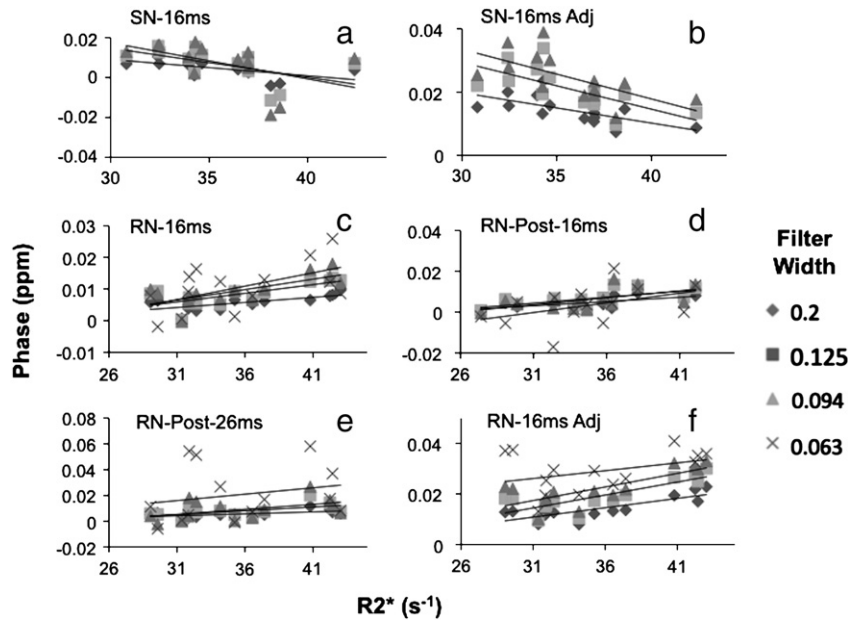 SN-16ms a
0.02
0
-0.02
-0.04
30 35 40
SN-16ms Adj b
0.04
0.02
0
30 35 40
RN-16ms c
0.03
0.02
0.01
0
-0.01
26 31 36 41
RN-Post-16ms d
0.04
0.02
0
-0.02
26 31 36 41
RN-Post-26ms e
0.08
0.06
0.04
0.02
0
-0.02
26 31 36 41
RN-16ms Adj f
0.04
0.02
0
26 31 36 41
Phase (ppm)
R2* (s-1)
Filter
Width
0.2
0.125
0.094
0.063